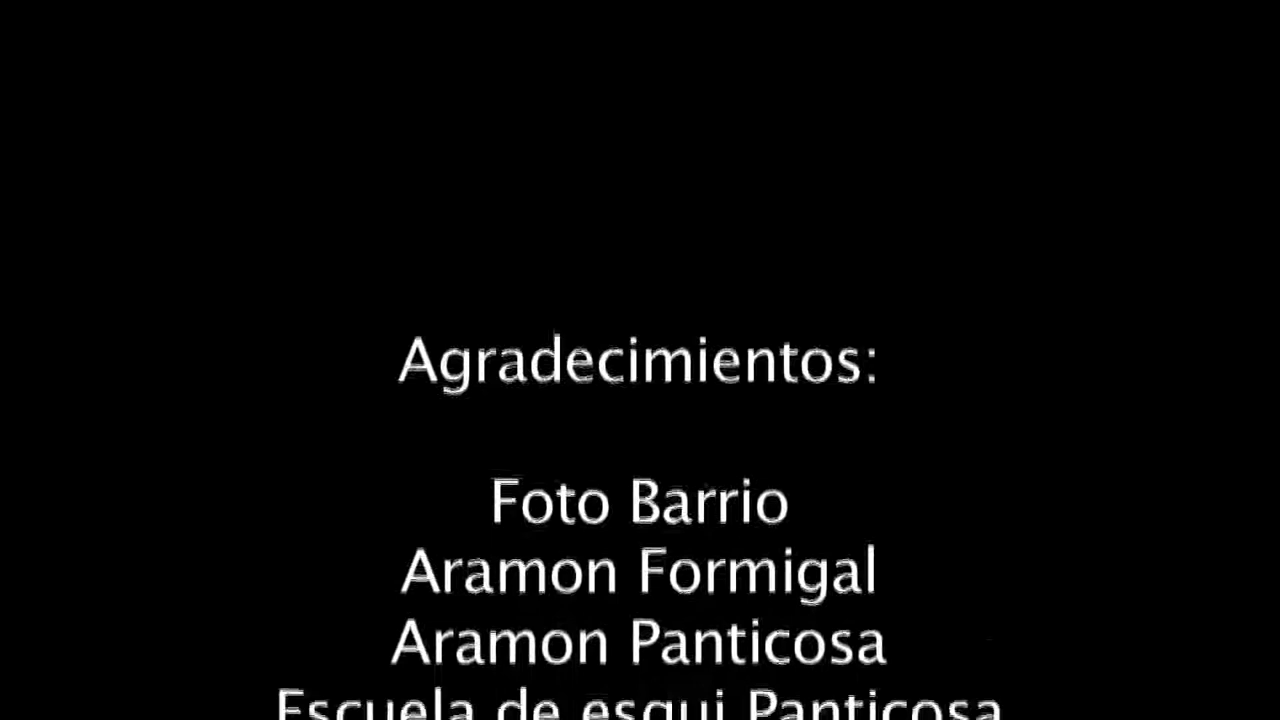 Agradecimientos:
Foto Barrio
Aramon Formigal
Aramon Panticosa
Escuela de esqui Panticosa